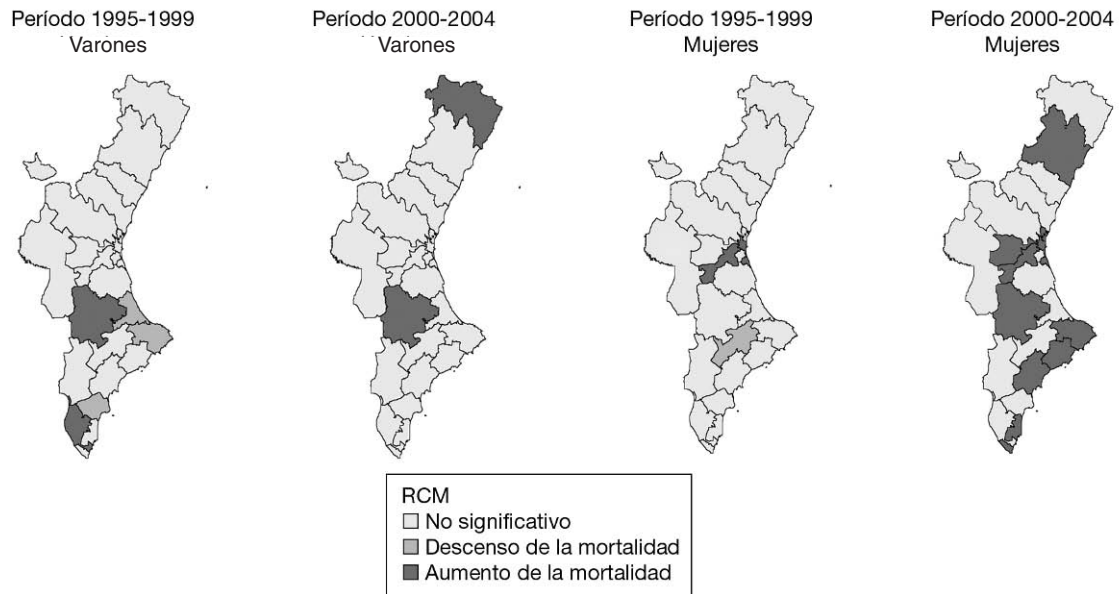 Período 1995-1999
Varones
Período 2000-2004
Varones
Período 1995-1999
Mujeres
Período 2000-2004
Mujeres
RCM
No significativo
Descenso de la mortalidad
Aumento de la mortalidad